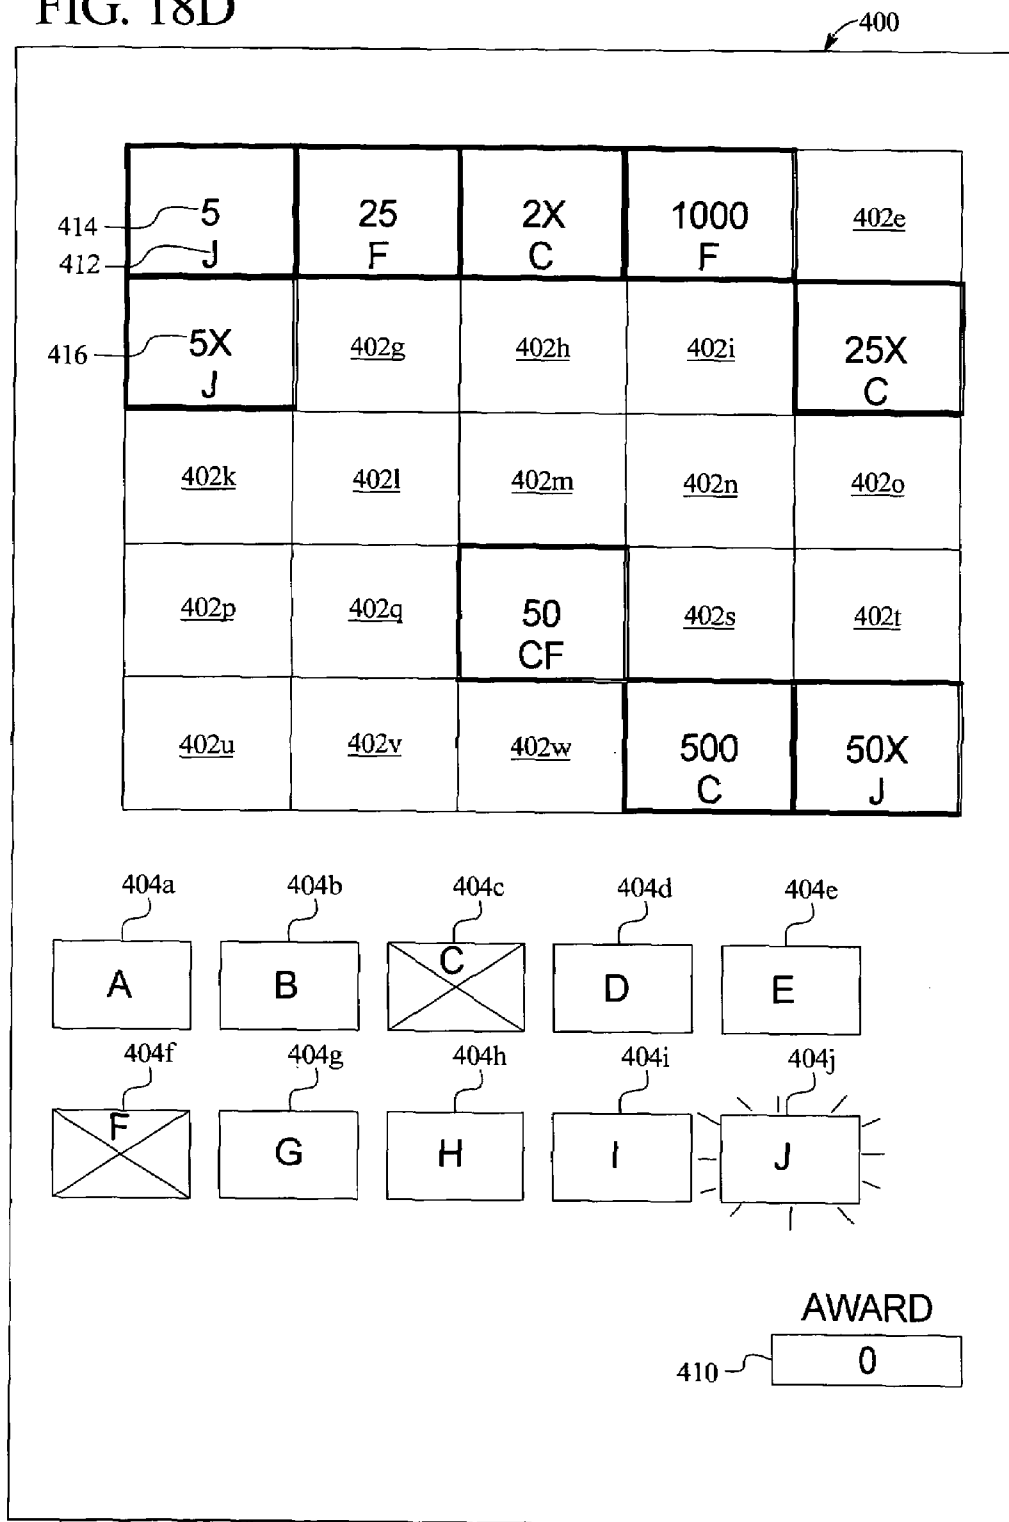 FIG. 18D
400
414 5 25 2X 1000 402e
412 J F C F
416 5X 402g 402h 402i 25X
J C
402k 402l 402m 402n 402o
402p 402q 50 402s 402t
CF
402u 402v 402w 500 50X
C J
404a 404b 404c 404d 404e
A B C D E
404f 404g 404h 404i 404j
F G H I J
AWARD
410 0